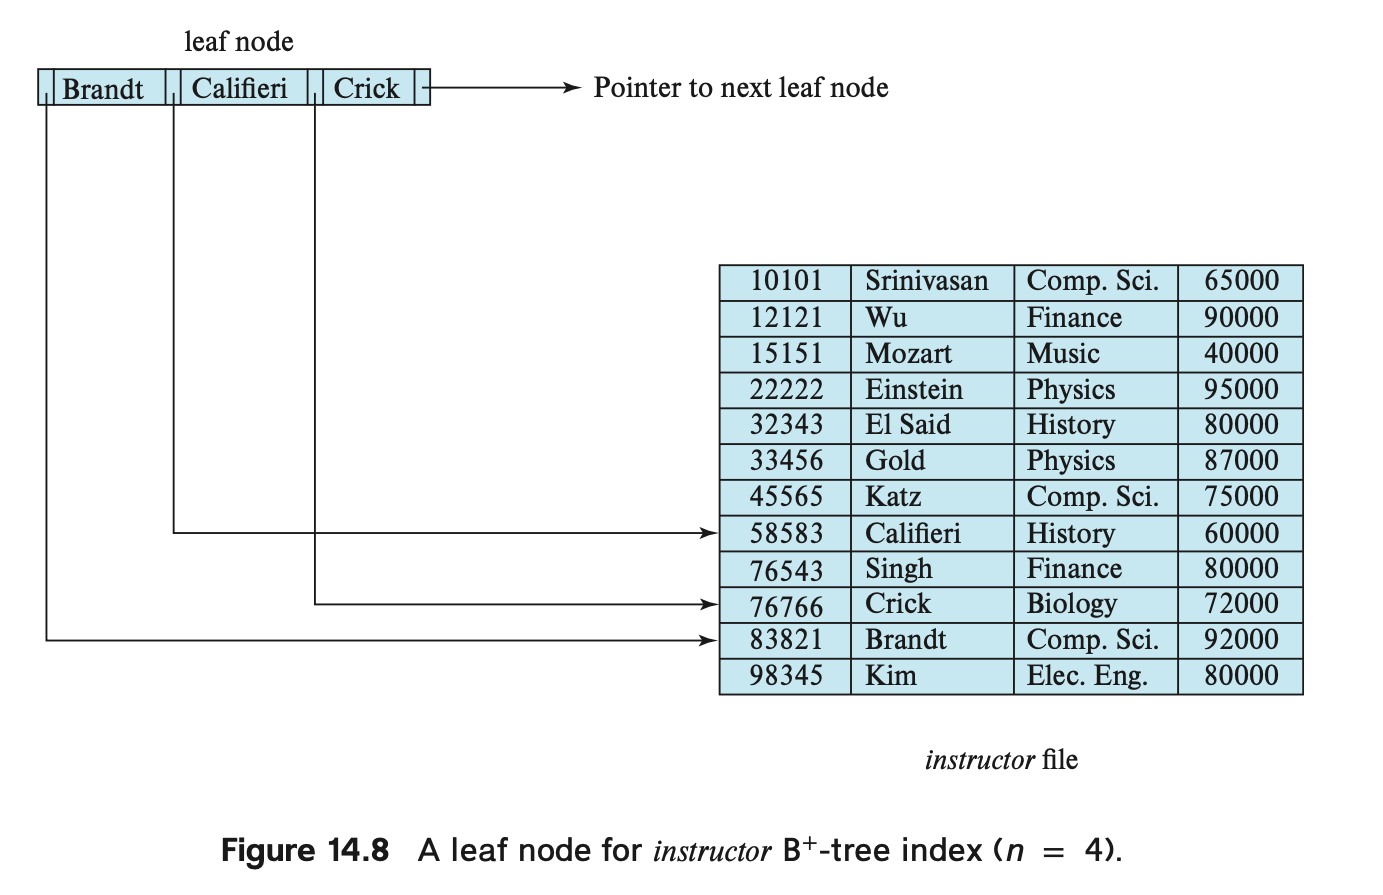 leaf node
Brandt Califieri Crick Pointer to next leaf node
10101 Srinivasan Comp. Sci. 65000
12121 Wu Finance 90000
15151 Mozart Music 40000
22222 Einstein Physics 95000
32343 El Said History 80000
33456 Gold Physics 87000
45565 Katz Comp. Sci. 75000
58583 Califieri History 60000
76543 Singh Finance 80000
76766 Crick Biology 72000
83821 Brandt Comp. Sci. 92000
98345 Kim Elec. Eng. 80000
instructor file
Figure 14.8 A leaf node for instructor B⁺-tree index (n = 4).